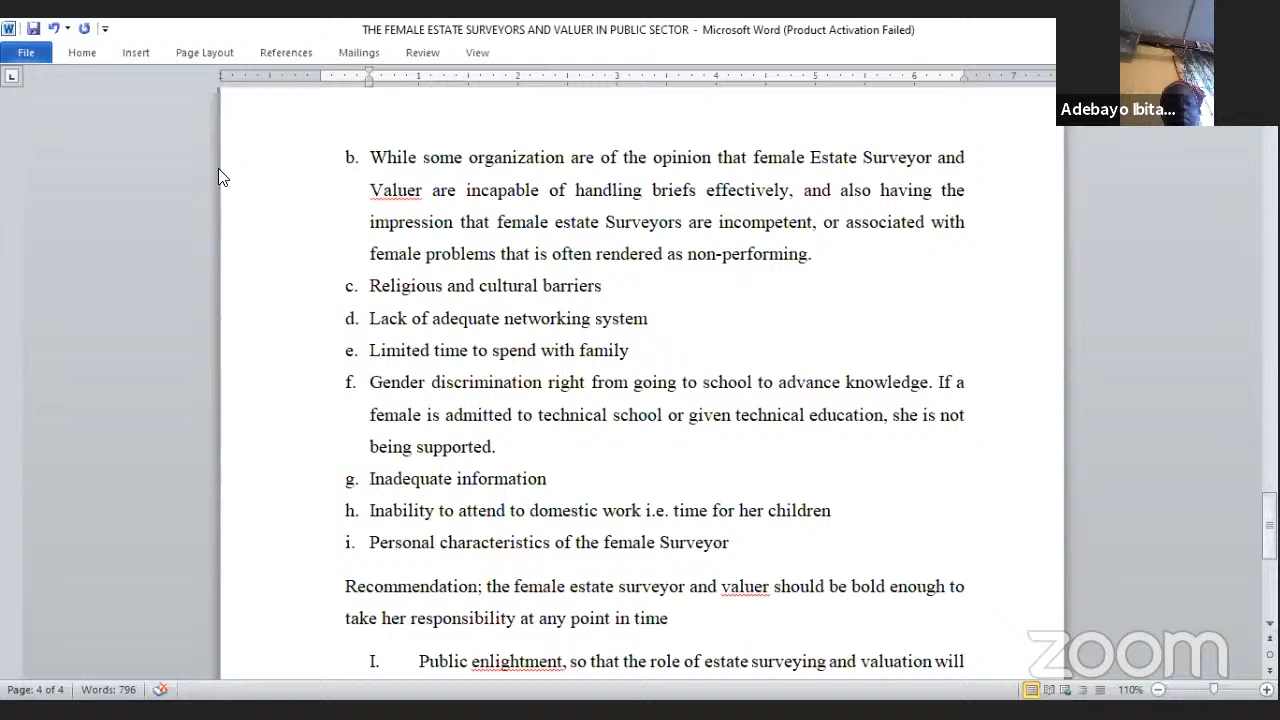 THE FEMALE ESTATE SURVEYORS AND VALUER IN PUBLIC SECTOR - Microsoft Word (Product Activation Failed)
File Home Insert Page Layout References Mailings Review View
1 2 3 4 5 6 7
Adebayo Ibita...
b. While some organization are of the opinion that female Estate Surveyor and
Valuer are incapable of handling briefs effectively, and also having the
impression that female estate Surveyors are incompetent, or associated with
female problems that is often rendered as non-performing.
c. Religious and cultural barriers
d. Lack of adequate networking system
e. Limited time to spend with family
f. Gender discrimination right from going to school to advance knowledge. If a
female is admitted to technical school or given technical education, she is not
being supported.
g. Inadequate information
h. Inability to attend to domestic work i.e. time for her children
i. Personal characteristics of the female Surveyor
Recommendation; the female estate surveyor and valuer should be bold enough to
take her responsibility at any point in time
I. Public enlightment, so that the role of estate surveying and valuation will
zoom
Page: 4 of 4 Words: 796 110%